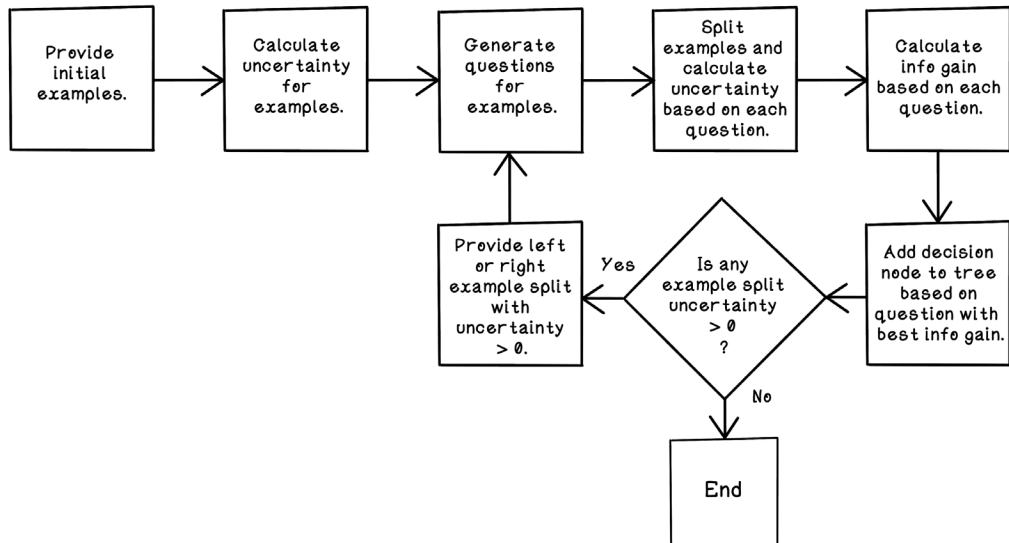 Provide
initial
examples.
Calculate
uncertainty
for
examples.
Generate
questions
for
examples.
Split
examples and
calculate
uncertainty
based on each
question.
Calculate
info gain
based on each
question.
Add decision
node to tree
based on
question with
best info gain.
Is any
example split
uncertainty
> 0
?
Yes
Provide left
or right
example split
with
uncertainty
> 0.
No
End